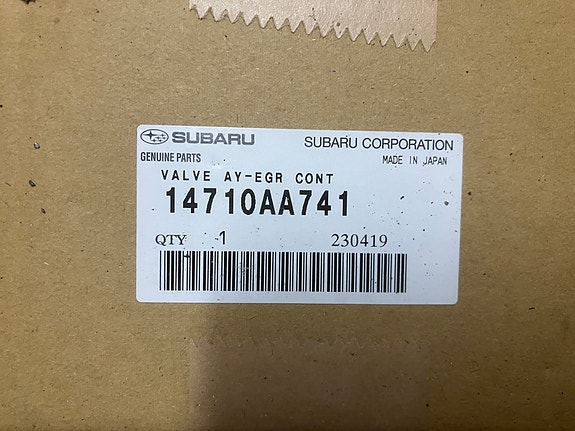 SUBARU SUBARU CORPORATION
GENUINE PARTS MADE IN JAPAN
VALVE AY-EGR CONT
14710AA741
QTY 1 230419